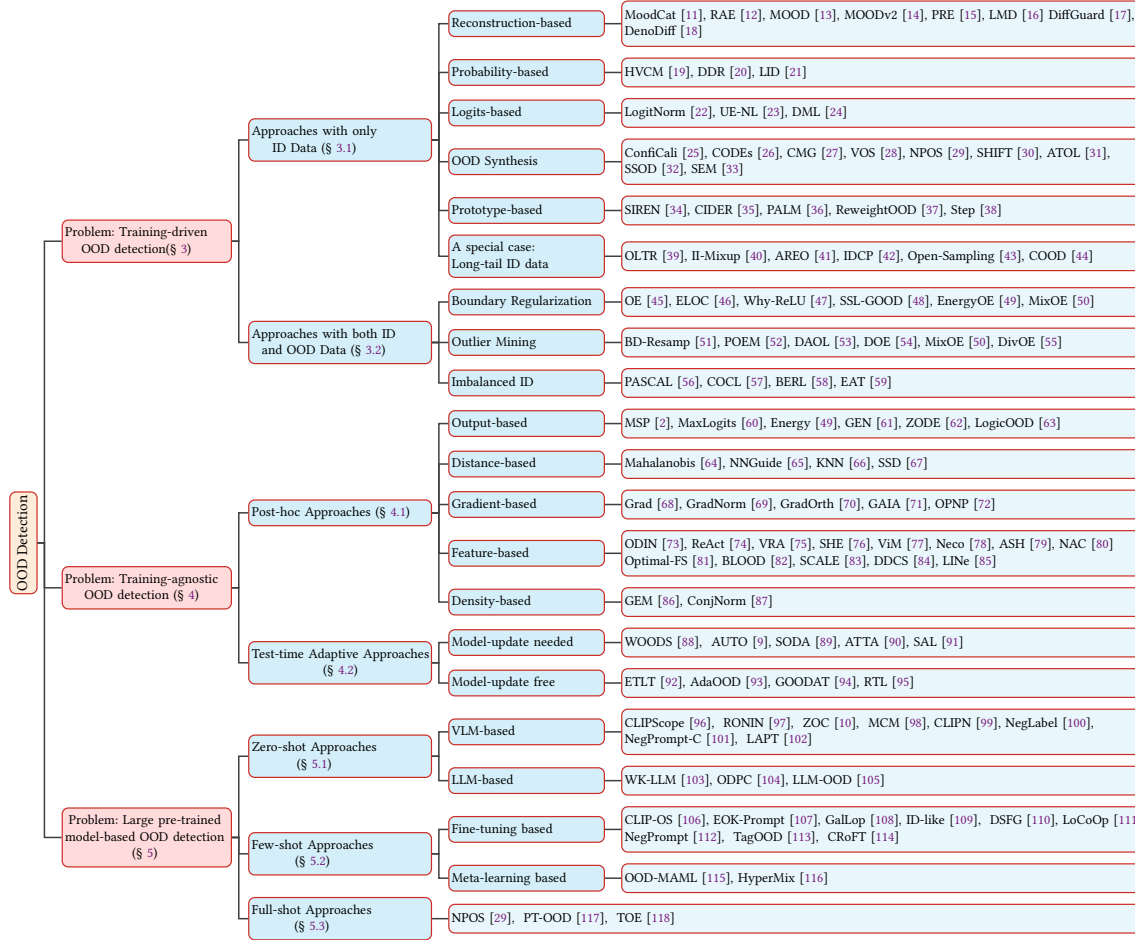 OOD Detection
Problem: Training-driven
OOD detection(§ 3)
Approaches with only
ID Data (§ 3.1)
Reconstruction-based
MoodCat [11], RAE [12], MOOD [13], MOODv2 [14], PRE [15], LMD [16] DiffGuard [17],
DenoDiff [18]
Probability-based
HVCM [19], DDR [20], LID [21]
Logits-based
LogitNorm [22], UE-NL [23], DML [24]
OOD Synthesis
ConfiCali [25], CODEs [26], CMG [27], VOS [28], NPOS [29], SHIFT [30], ATOL [31],
SSOD [32], SEM [33]
Prototype-based
SIREN [34], CIDER [35], PALM [36], ReweightOOD [37], Step [38]
A special case:
Long-tail ID data
OLTR [39], II-Mixup [40], AREO [41], IDCP [42], Open-Sampling [43], COOD [44]
Approaches with both ID
and OOD Data (§ 3.2)
Boundary Regularization
OE [45], ELOC [46], Why-ReLU [47], SSL-GOOD [48], EnergyOE [49], MixOE [50]
Outlier Mining
BD-Resamp [51], POEM [52], DAOL [53], DOE [54], MixOE [50], DivOE [55]
Imbalanced ID
PASCAL [56], COCL [57], BERL [58], EAT [59]
Problem: Training-agnostic
OOD detection (§ 4)
Post-hoc Approaches (§ 4.1)
Output-based
MSP [2], MaxLogits [60], Energy [49], GEN [61], ZODE [62], LogicOOD [63]
Distance-based
Mahalanobis [64], NNGuide [65], KNN [66], SSD [67]
Gradient-based
Grad [68], GradNorm [69], GradOrth [70], GAIA [71], OPNP [72]
Feature-based
ODIN [73], ReAct [74], VRA [75], SHE [76], ViM [77], Neco [78], ASH [79], NAC [80]
Optimal-FS [81], BLOOD [82], SCALE [83], DDCS [84], LINe [85]
Density-based
GEM [86], ConjNorm [87]
Test-time Adaptive Approaches
(§ 4.2)
Model-update needed
WOODS [88], AUTO [9], SODA [89], ATTA [90], SAL [91]
Model-update free
ETLT [92], AdaOOD [93], GOODAT [94], RTL [95]
Problem: Large pre-trained
model-based OOD detection
(§ 5)
Zero-shot Approaches
(§ 5.1)
VLM-based
CLIPScope [96], RONIN [97], ZOC [10], MCM [98], CLIPN [99], NegLabel [100],
NegPrompt-C [101], LAPT [102]
LLM-based
WK-LLM [103], ODPC [104], LLM-OOD [105]
Few-shot Approaches
(§ 5.2)
Fine-tuning based
CLIP-OS [106], EOK-Prompt [107], GalLop [108], ID-like [109], DSFG [110], LoCoOp [111
NegPrompt [112], TagOOD [113], CRoFT [114]
Meta-learning based
OOD-MAML [115], HyperMix [116]
Full-shot Approaches
(§ 5.3)
NPOS [29], PT-OOD [117], TOE [118]